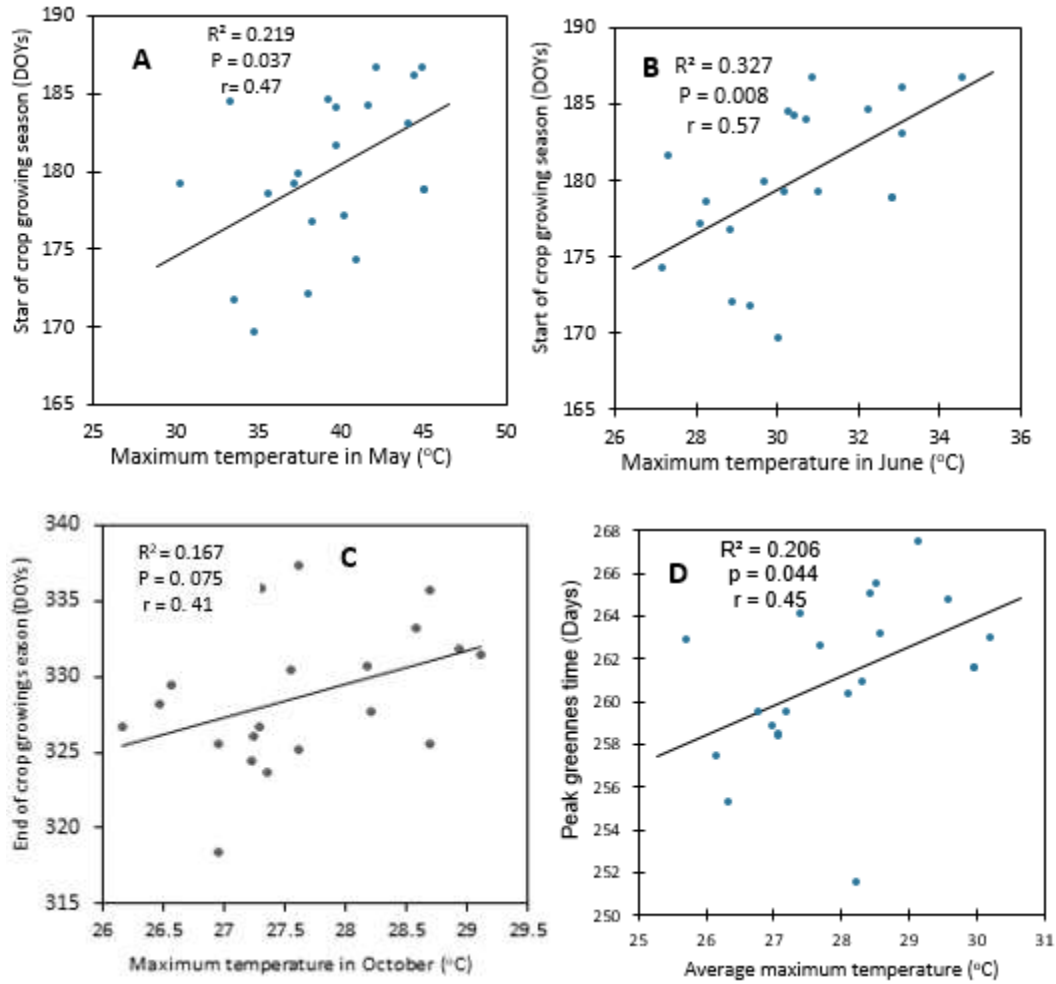 A
R² = 0.219
P = 0.037
r= 0.47
Star of crop growing season (DOYs)
190
185
180
175
170
165
25 30 35 40 45 50
Maximum temperature in May (°C)
B
R² = 0.327
P = 0.008
r = 0.57
Start of crop growing season (DOYs)
190
185
180
175
170
165
26 28 30 32 34 36
Maximum temperature in June (°C)
C
R² = 0.167
P = 0.075
r = 0. 41
End of crop growing season (DOYs)
340
335
330
325
320
315
26 26.5 27 27.5 28 28.5 29 29.5
Maximum temperature in October (°C)
D
R² = 0.206
p = 0.044
r = 0.45
Peak greennes time (Days)
268
266
264
262
260
258
256
254
252
250
25 26 27 28 29 30 31
Average maximum temperature (°C)